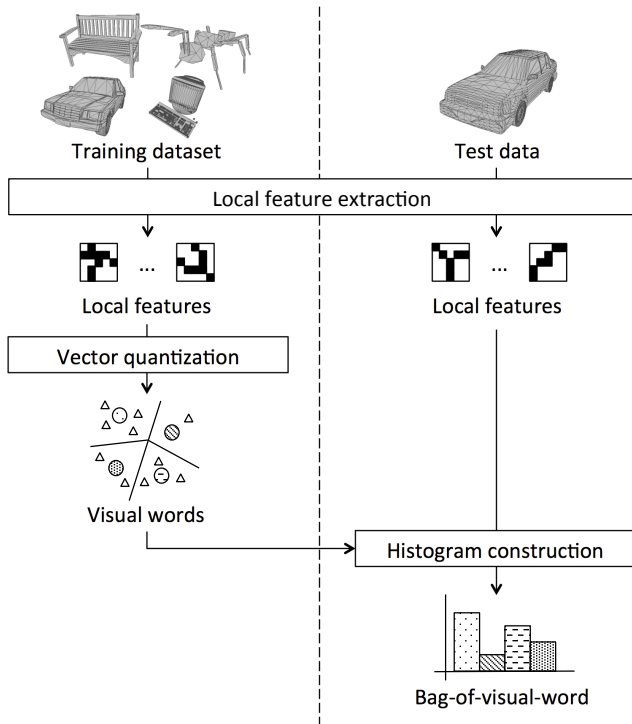 Training dataset
Test data
Local feature extraction
...
...
Local features
Local features
Vector quantization
Visual words
Histogram construction
Bag-of-visual-word